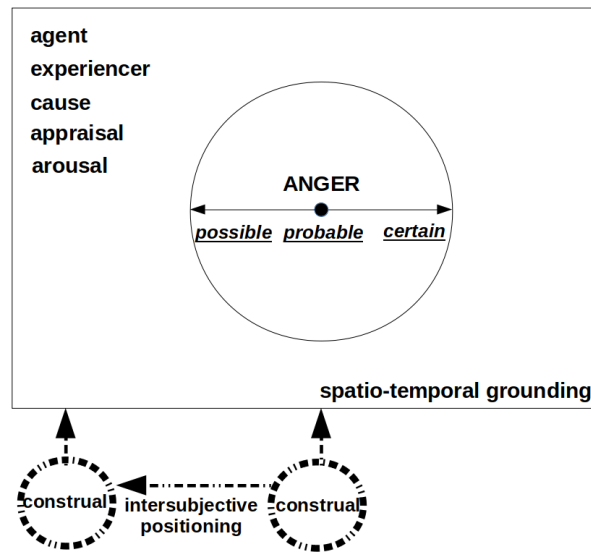 agent
experiencer
cause
appraisal
arousal
ANGER
possible probable certain
spatio-temporal grounding
construal
intersubjective
positioning
construal